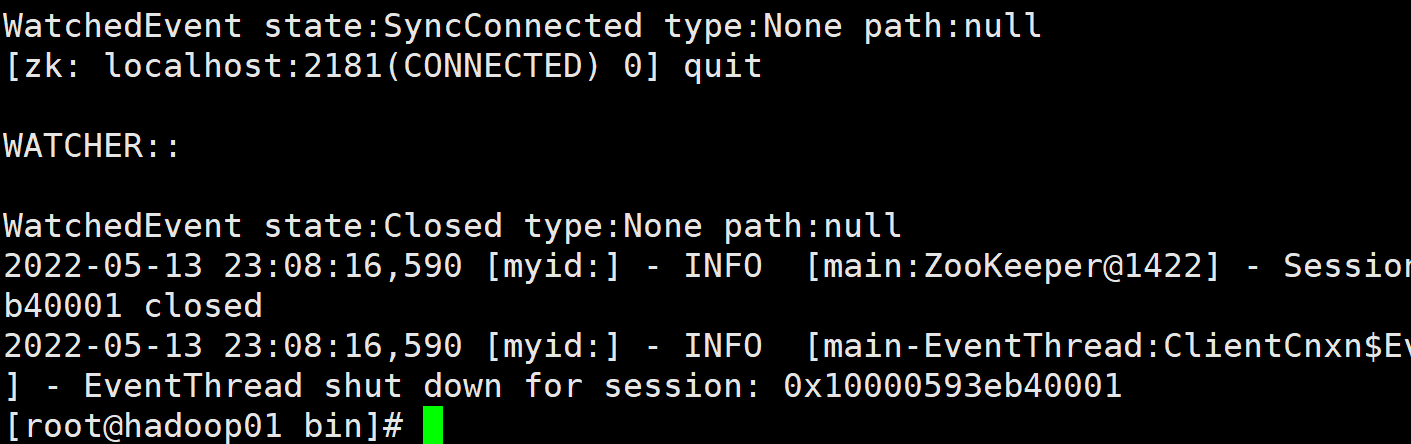 WatchedEvent state:SyncConnected type:None path:null
[zk: localhost:2181(CONNECTED) 0] quit
WATCHER::
WatchedEvent state:Closed type:None path:null
2022-05-13 23:08:16,590 [myid:] - INFO  [main:ZooKeeper@1422] - Session
b40001 closed
2022-05-13 23:08:16,590 [myid:] - INFO  [main-EventThread:ClientCnxn$Ev
] - EventThread shut down for session: 0x10000593eb40001
[root@hadoop01 bin]#